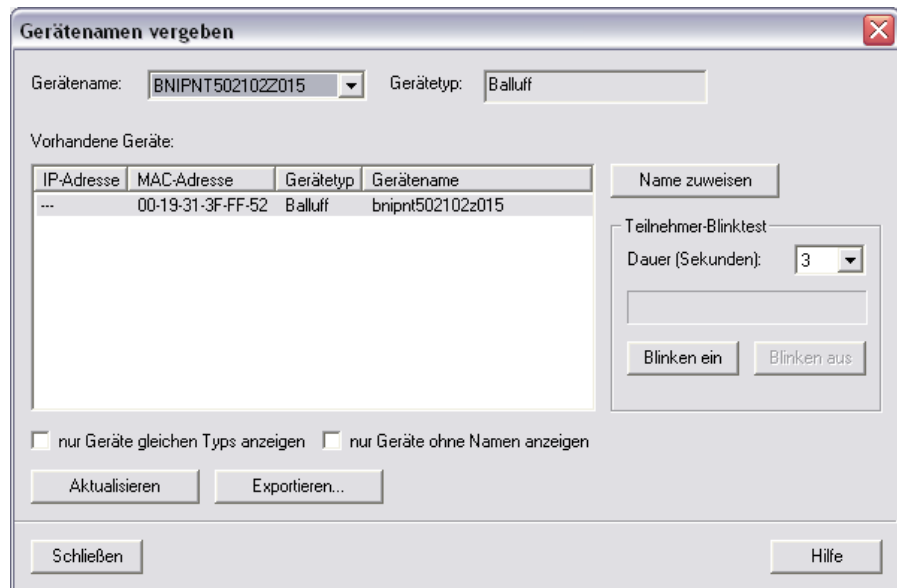 Gerätenamen vergeben
Gerätename: BNIPNT502102Z015 Gerätetyp: Balluff
Vorhandene Geräte:
IP-Adresse MAC-Adresse Gerätetyp Gerätename
--- 00-19-31-3F-FF-52 Balluff bnipnt502102z015
Name zuweisen
Teilnehmer-Blinktest
Dauer (Sekunden): 3
Blinken ein Blinken aus
nur Geräte gleichen Typs anzeigen nur Geräte ohne Namen anzeigen
Aktualisieren Exportieren...
Schließen Hilfe